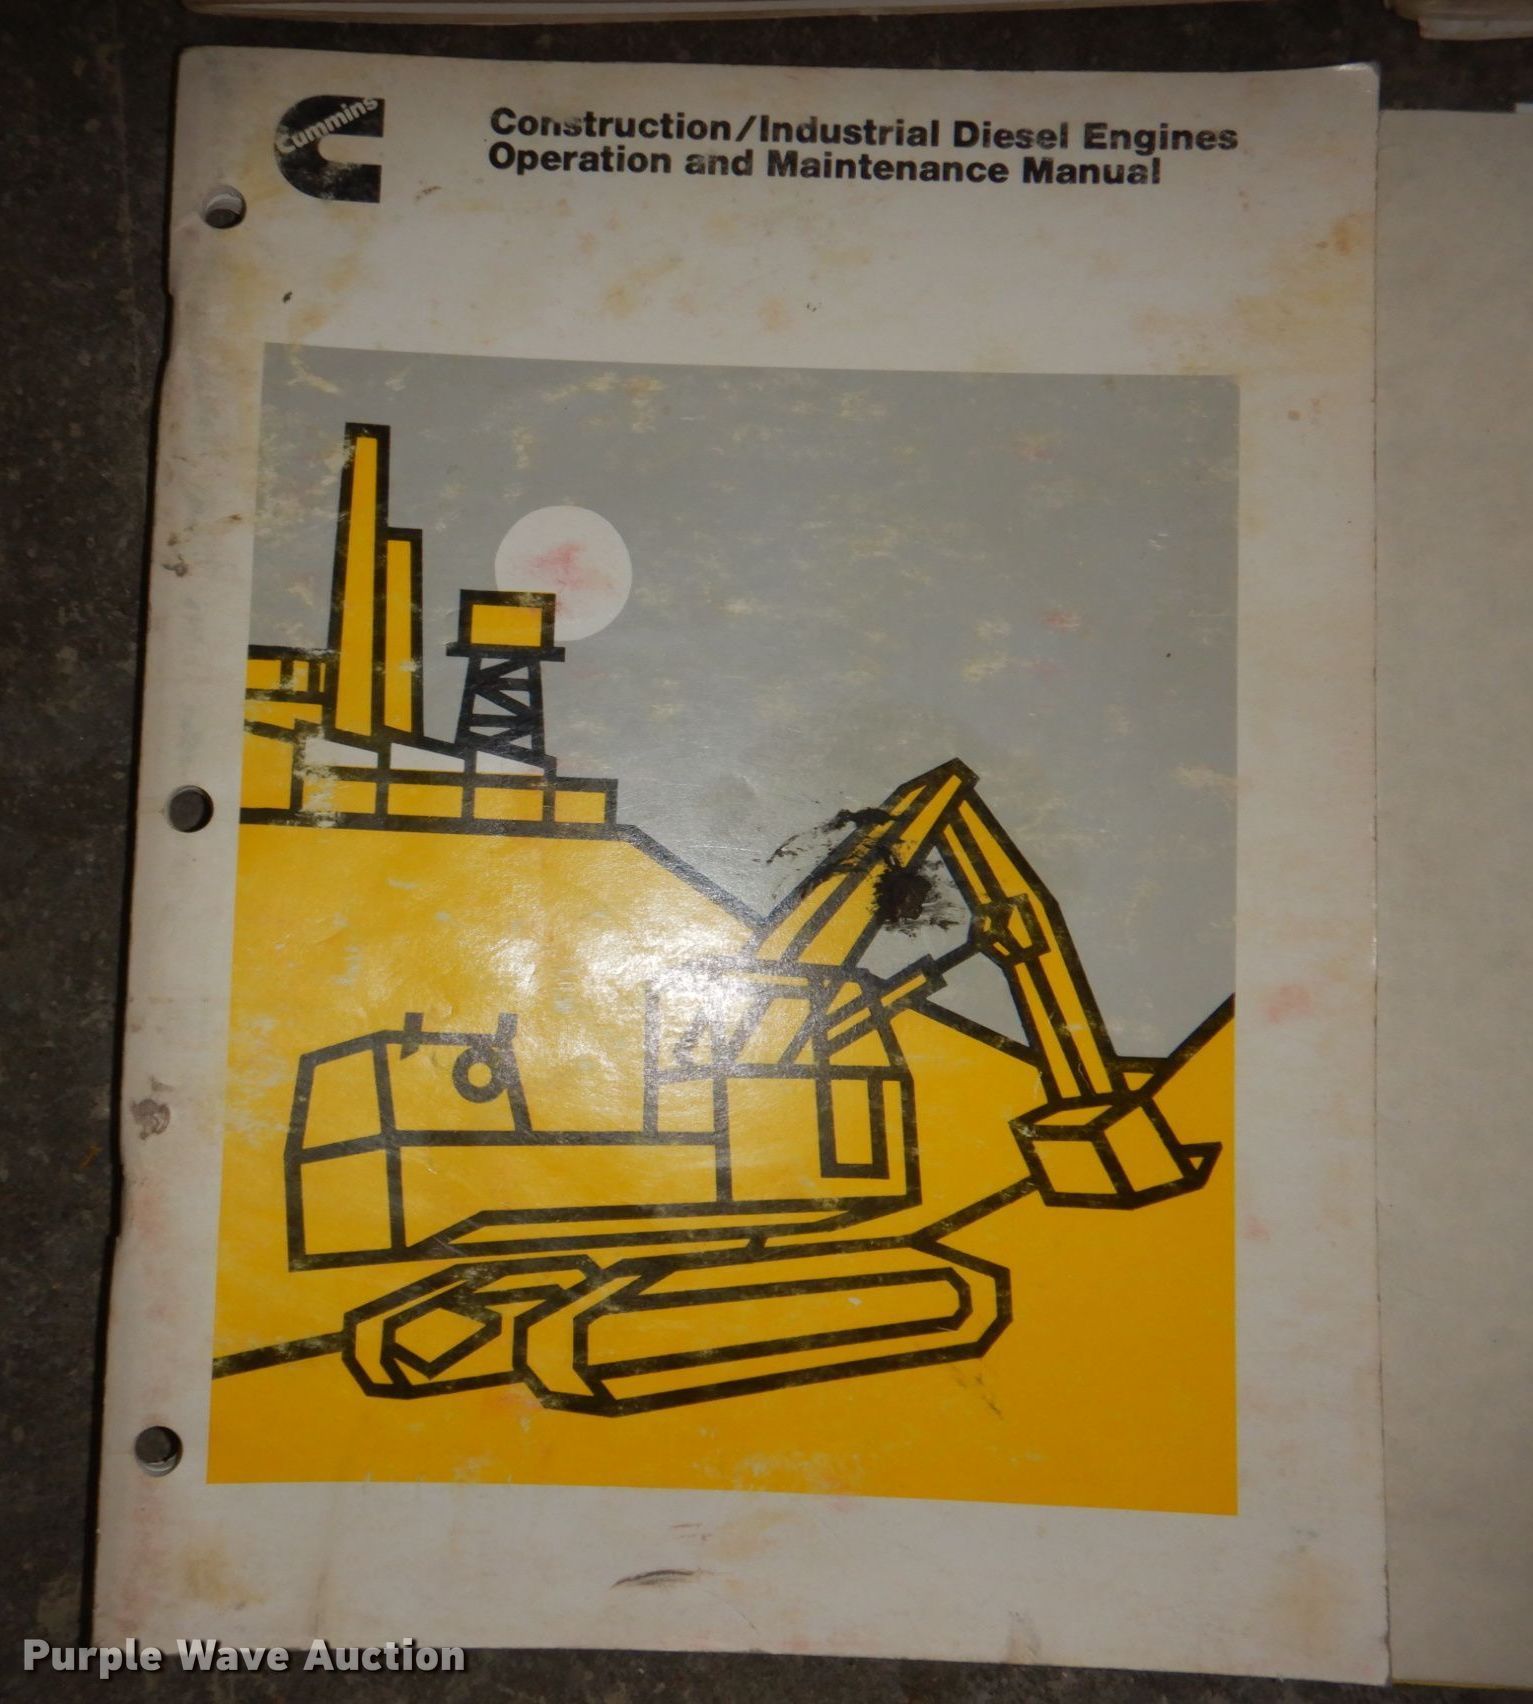 Cummins
Construction/Industrial Diesel Engines
Operation and Maintenance Manual
Purple Wave Auction